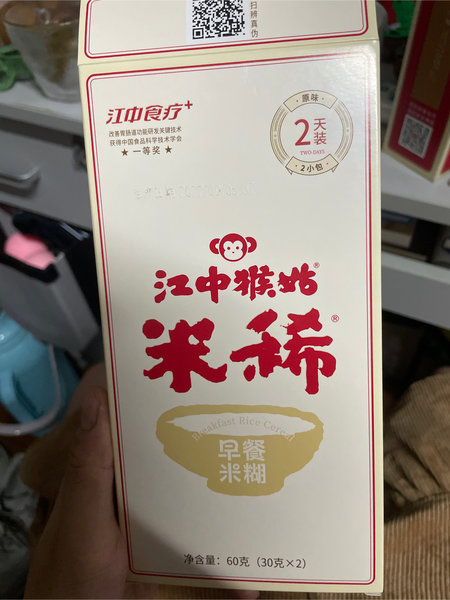 扫辨真伪
江中食疗+
改善胃肠道功能研发关键技术
获得中国食品科学技术学会
★一等奖★
原味
2天装
TWO-DAYS
2小包
江中猴姑®
米稀®
Breakfast Rice Cereal
早餐
米糊
净含量：60克（30克×2）